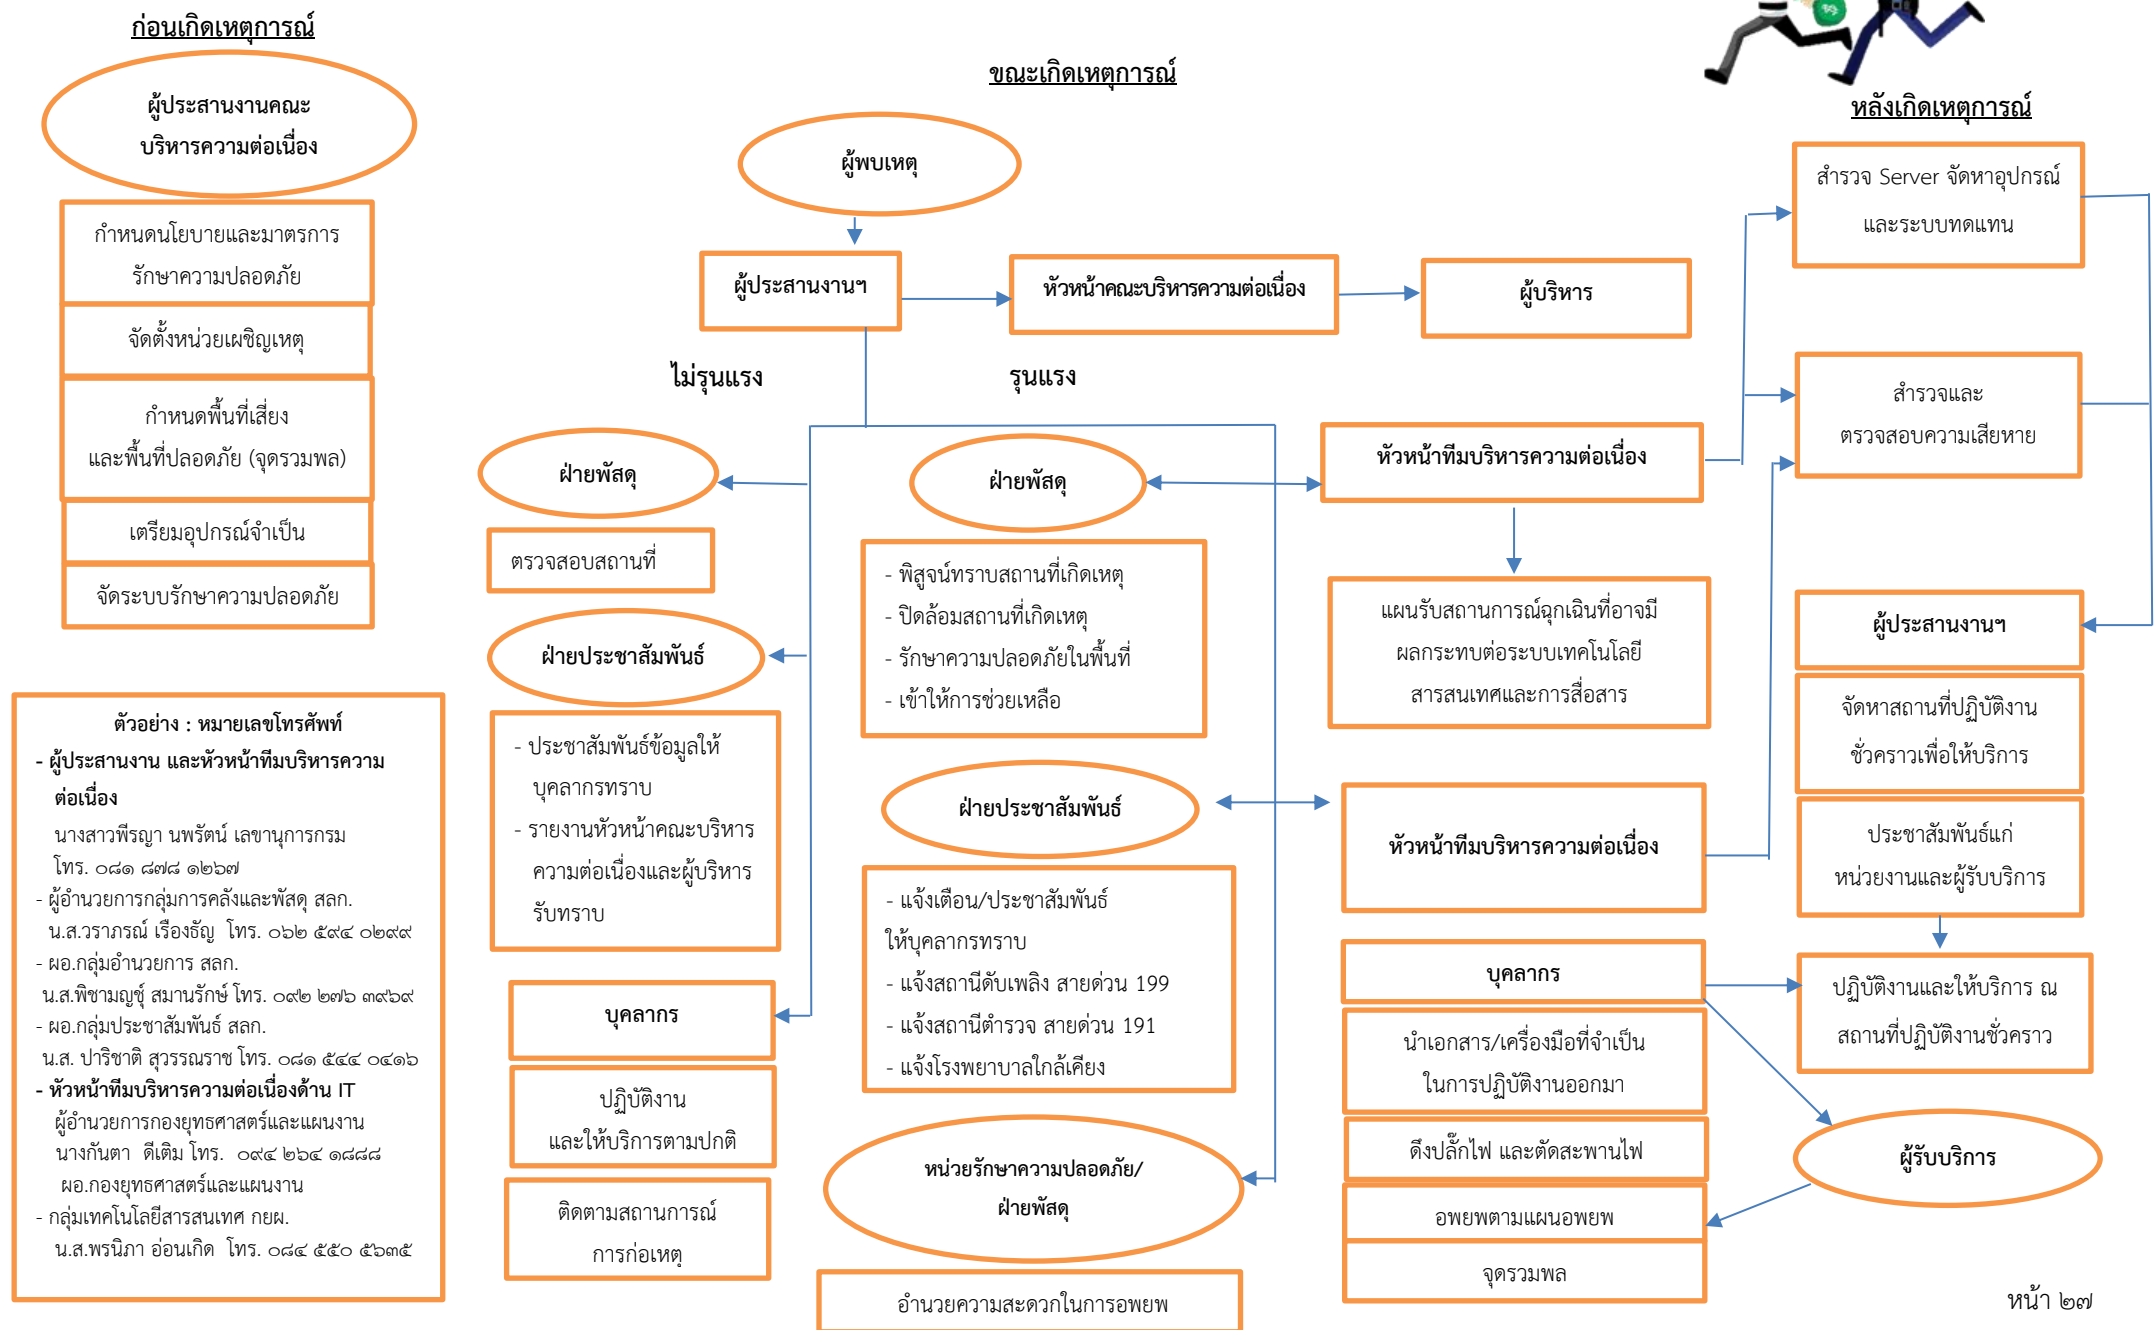 ก่อนเกิดเหตุการณ์
ผู้ประสานงานคณะ
บริหารความต่อเนื่อง
กำหนดนโยบายและมาตรการ
รักษาความปลอดภัย
จัดตั้งหน่วยเผชิญเหตุ
กำหนดพื้นที่เสี่ยง
และพื้นที่ปลอดภัย (จุดรวมพล)
เตรียมอุปกรณ์จำเป็น
จัดระบบรักษาความปลอดภัย
ตัวอย่าง : หมายเลขโทรศัพท์
- ผู้ประสานงาน และหัวหน้าทีมบริหารความ
ต่อเนื่อง
นางสาวพีรญา นพรัตน์ เลขานุการกรม
โทร. ๐๘๑ ๘๗๘ ๑๒๖๗
- ผู้อำนวยการกลุ่มการคลังและพัสดุ สลก.
น.ส.วราภรณ์ เรืองธัญ โทร. ๐๖๒ ๕๙๔ ๐๒๙๙
- ผอ.กลุ่มอำนวยการ สลก.
น.ส.พิชามญชุ์ สมานรักษ์ โทร. ๐๙๒ ๒๗๖ ๓๙๖๙
- ผอ.กลุ่มประชาสัมพันธ์ สลก.
น.ส. ปาริชาติ สุวรรณราช โทร. ๐๘๑ ๕๔๔ ๐๔๑๖
- หัวหน้าทีมบริหารความต่อเนื่องด้าน IT
ผู้อำนวยการกองยุทธศาสตร์และแผนงาน
นางกันตา ดีเติม โทร. ๐๙๔ ๒๖๔ ๑๘๘๘
ผอ.กองยุทธศาสตร์และแผนงาน
- กลุ่มเทคโนโลยีสารสนเทศ กยผ.
น.ส.พรนิภา อ่อนเกิด โทร. ๐๘๔ ๕๕๐ ๕๖๓๕
ขณะเกิดเหตุการณ์
ผู้พบเหตุ
ผู้ประสานงานฯ
หัวหน้าคณะบริหารความต่อเนื่อง
ผู้บริหาร
ไม่รุนแรง
รุนแรง
ฝ่ายพัสดุ
ตรวจสอบสถานที่
ฝ่ายประชาสัมพันธ์
- ประชาสัมพันธ์ข้อมูลให้
บุคลากรทราบ
- รายงานหัวหน้าคณะบริหาร
ความต่อเนื่องและผู้บริหาร
รับทราบ
บุคลากร
ปฏิบัติงาน
และให้บริการตามปกติ
ติดตามสถานการณ์
การก่อเหตุ
ฝ่ายพัสดุ
- พิสูจน์ทราบสถานที่เกิดเหตุ
- ปิดล้อมสถานที่เกิดเหตุ
- รักษาความปลอดภัยในพื้นที่
- เข้าให้การช่วยเหลือ
ฝ่ายประชาสัมพันธ์
- แจ้งเตือน/ประชาสัมพันธ์
ให้บุคลากรทราบ
- แจ้งสถานีดับเพลิง สายด่วน 199
- แจ้งสถานีตำรวจ สายด่วน 191
- แจ้งโรงพยาบาลใกล้เคียง
หน่วยรักษาความปลอดภัย/
ฝ่ายพัสดุ
อำนวยความสะดวกในการอพยพ
หัวหน้าทีมบริหารความต่อเนื่อง
แผนรับสถานการณ์ฉุกเฉินที่อาจมี
ผลกระทบต่อระบบเทคโนโลยี
สารสนเทศและการสื่อสาร
หัวหน้าทีมบริหารความต่อเนื่อง
บุคลากร
นำเอกสาร/เครื่องมือที่จำเป็น
ในการปฏิบัติงานออกมา
ดึงปลั๊กไฟ และตัดสะพานไฟ
อพยพตามแผนอพยพ
จุดรวมพล
หลังเกิดเหตุการณ์
สำรวจ Server จัดหาอุปกรณ์
และระบบทดแทน
สำรวจและ
ตรวจสอบความเสียหาย
ผู้ประสานงานฯ
จัดหาสถานที่ปฏิบัติงาน
ชั่วคราวเพื่อให้บริการ
ประชาสัมพันธ์แก่
หน่วยงานและผู้รับบริการ
ปฏิบัติงานและให้บริการ ณ
สถานที่ปฏิบัติงานชั่วคราว
ผู้รับบริการ
หน้า ๒๗